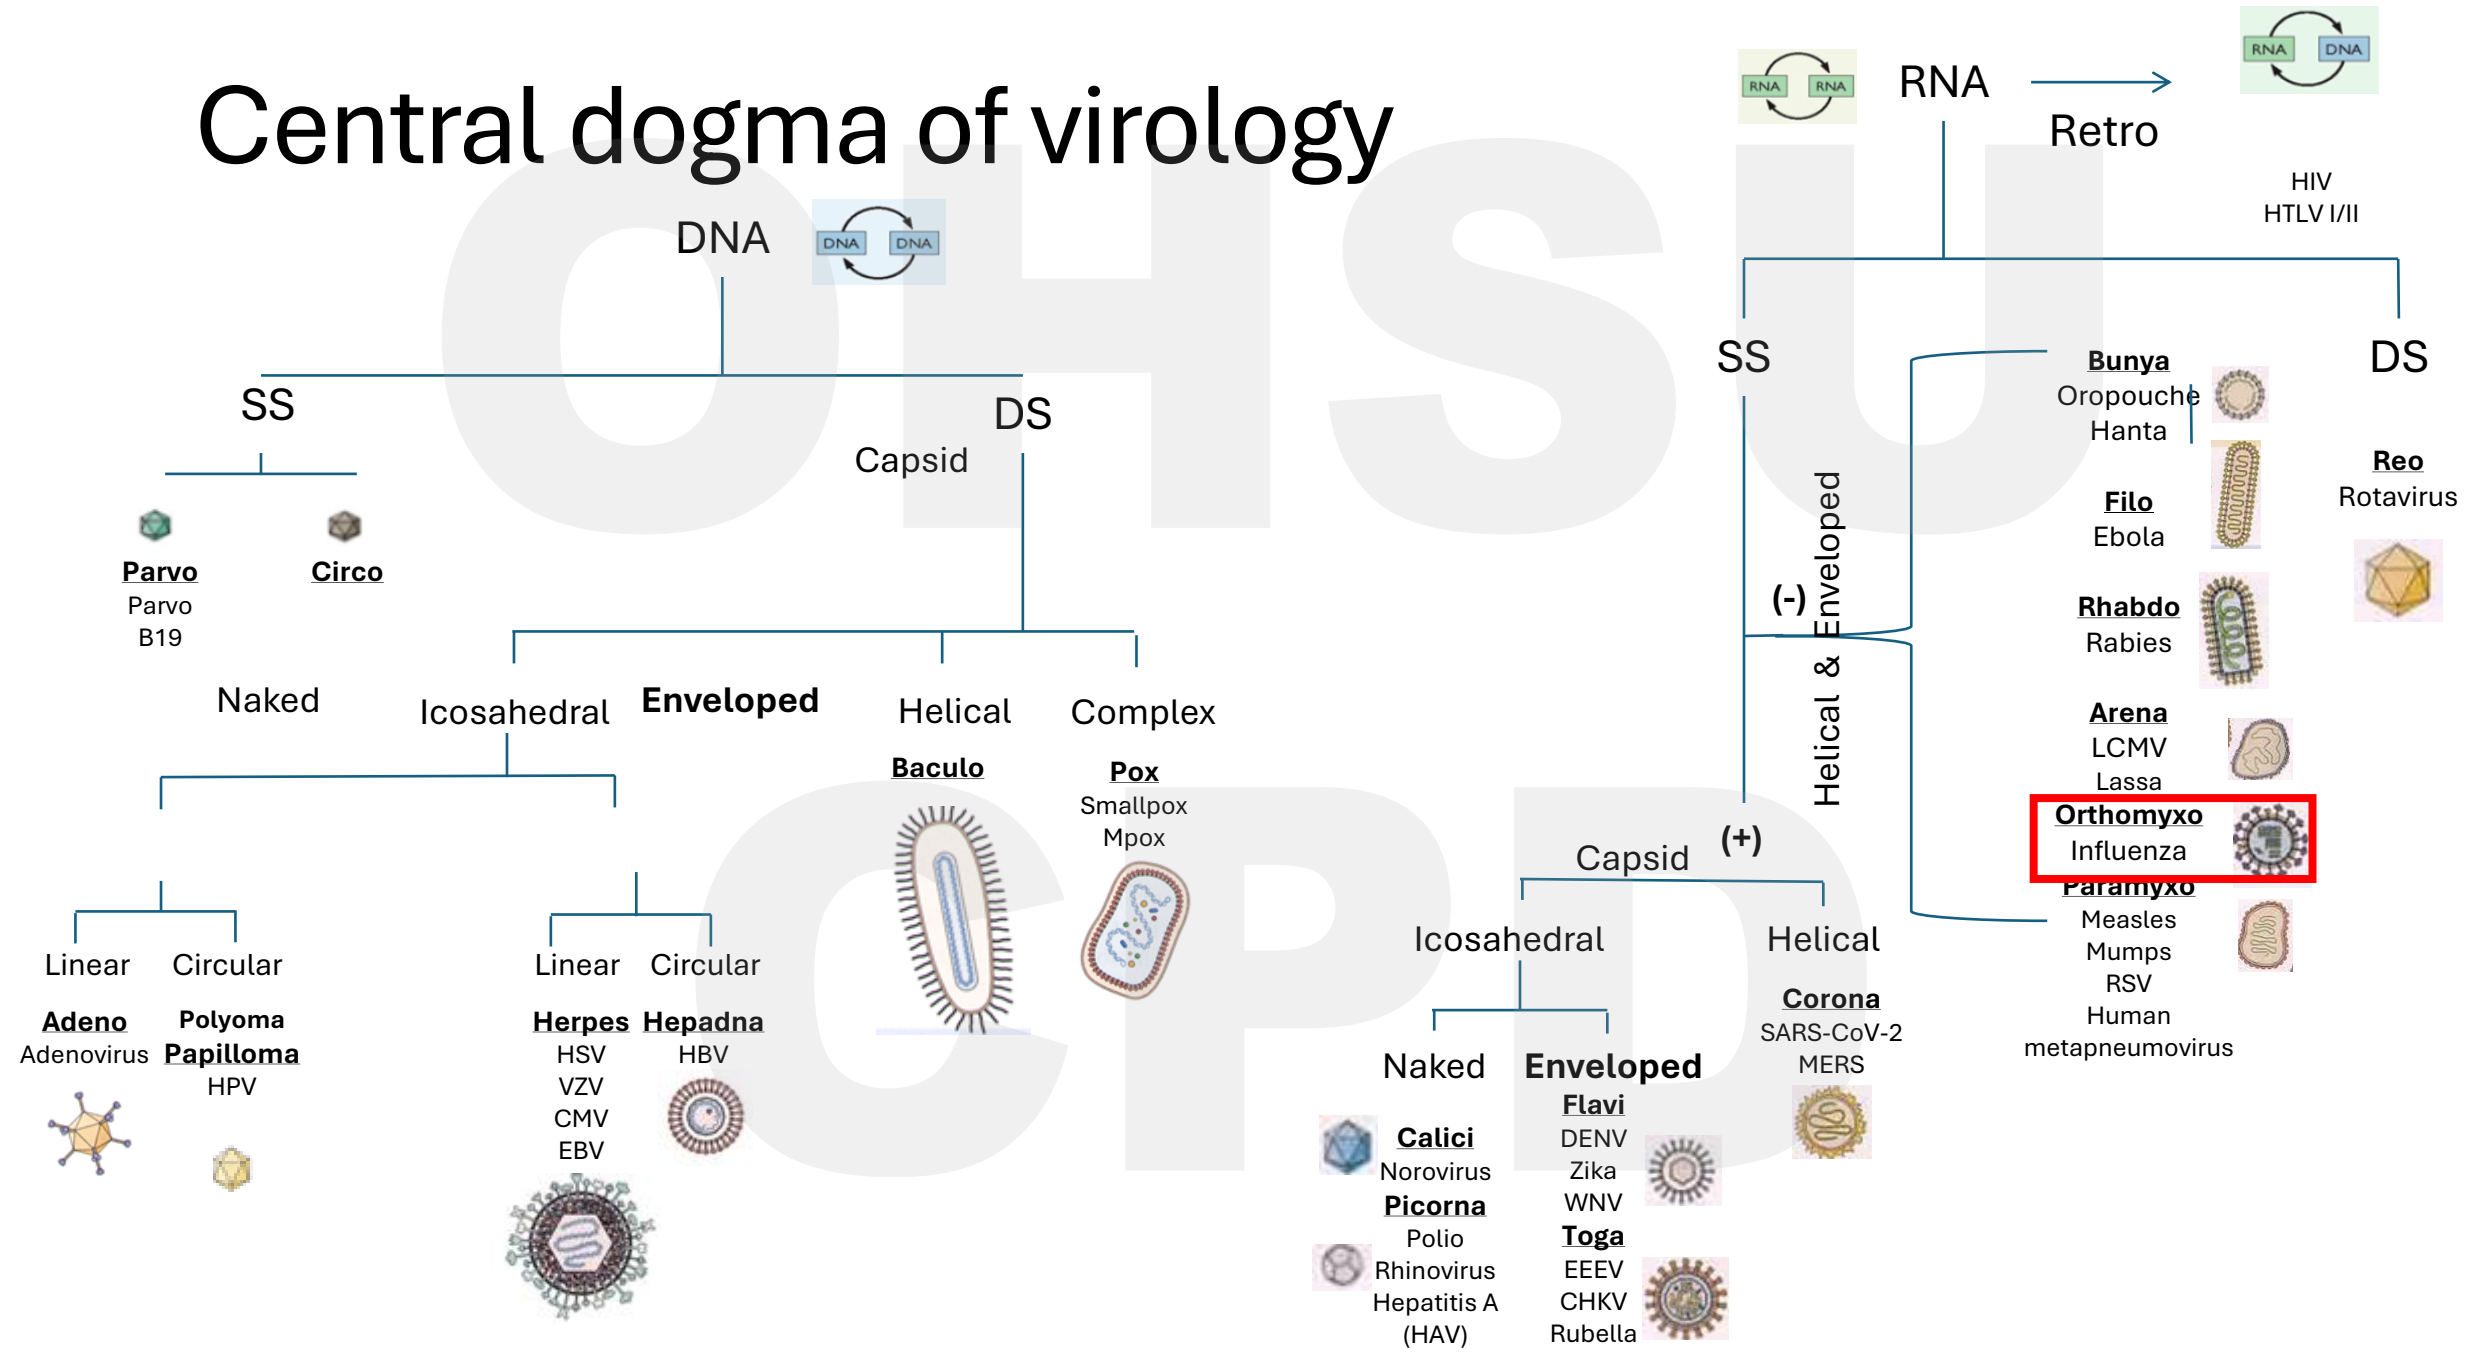 Central dogma of virology
OHSU
CPD
DNA
DNA
DNA
SS
DS
Capsid
Parvo
Parvo
B19
Circo
Naked
Icosahedral
Enveloped
Helical
Complex
Baculo
Pox
Smallpox
Mpox
Linear
Circular
Adeno
Adenovirus
Polyoma
Papilloma
HPV
Linear
Circular
Herpes
HSV
VZV
CMV
EBV
Hepadna
HBV
RNA
RNA
RNA
Retro
RNA
DNA
HIV
HTLV I/II
SS
DS
(-)
Helical & Enveloped
Bunya
Oropouche
Hanta
Filo
Ebola
Rhabdo
Rabies
Arena
LCMV
Lassa
Orthomyxo
Influenza
Paramyxo
Measles
Mumps
RSV
Human
metapneumovirus
Reo
Rotavirus
(+)
Capsid
Icosahedral
Helical
Corona
SARS-CoV-2
MERS
Naked
Enveloped
Calici
Norovirus
Picorna
Polio
Rhinovirus
Hepatitis A
(HAV)
Flavi
DENV
Zika
WNV
Toga
EEEV
CHKV
Rubella